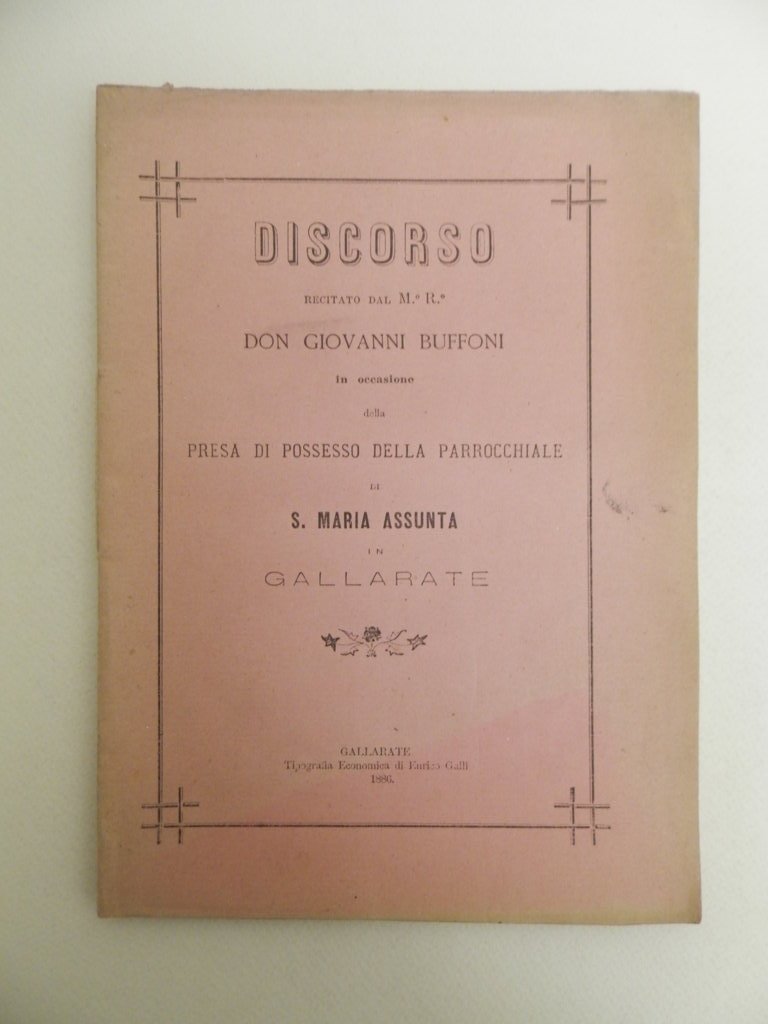 DISCORSO
RECITATO DAL M.º R.º
DON GIOVANNI BUFFONI
in occasione
della
PRESA DI POSSESSO DELLA PARROCCHIALE
DI
S. MARIA ASSUNTA
IN
GALLARATE
GALLARATE
Tipografia Economica di Enrico Galli
1886.